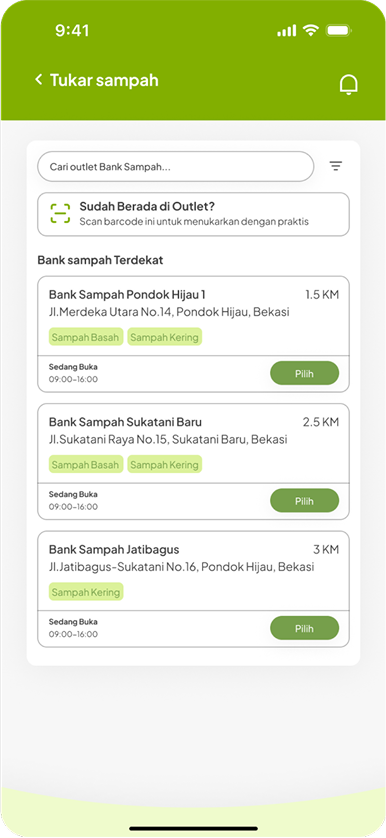 9:41
Tukar sampah
Cari outlet Bank Sampah...
Sudah Berada di Outlet?
Scan barcode ini untuk menukarkan dengan praktis
Bank sampah Terdekat
Bank Sampah Pondok Hijau 1 1.5 KM
Jl.Merdeka Utara No.14, Pondok Hijau, Bekasi
Sampah Basah Sampah Kering
Sedang Buka
09:00-16:00
Pilih
Bank Sampah Sukatani Baru 2.5 KM
Jl.Sukatani Raya No.15, Sukatani Baru, Bekasi
Sampah Basah Sampah Kering
Sedang Buka
09:00-16:00
Pilih
Bank Sampah Jatibagus 3 KM
Jl.Jatibagus-Sukatani No.16, Pondok Hijau, Bekasi
Sampah Kering
Sedang Buka
09:00-16:00
Pilih